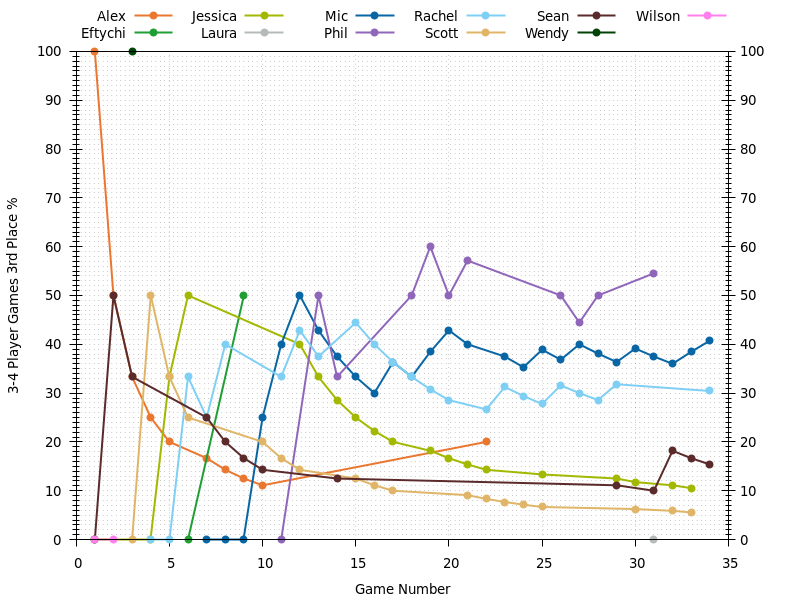 Alex Jessica Mic Rachel Sean Wilson
Eftychi Laura Phil Scott Wendy
100 100
90 90
80 80
70 70
60 60
50 50
40 40
30 30
20 20
10 10
0 0
0 5 10 15 20 25 30 35
3-4 Player Games 3rd Place %
Game Number